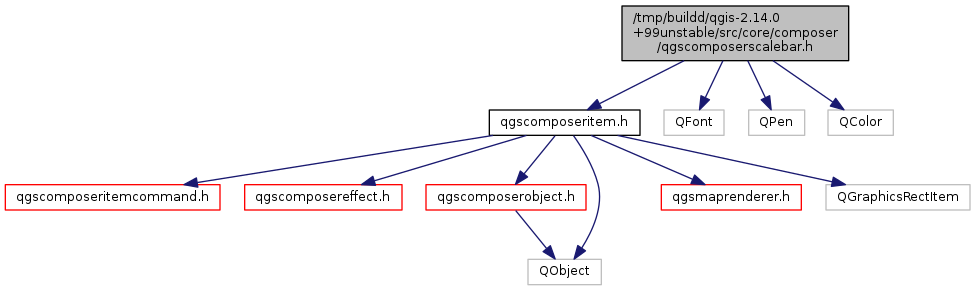 /tmp/buildd/qgis-2.14.0
+99unstable/src/core/composer
/qgscomposerscalebar.h
qgscomposeritem.h
QFont
QPen
QColor
qgscomposeritemcommand.h
qgscomposereffect.h
qgscomposerobject.h
qgsmaprenderer.h
QGraphicsRectItem
QObject